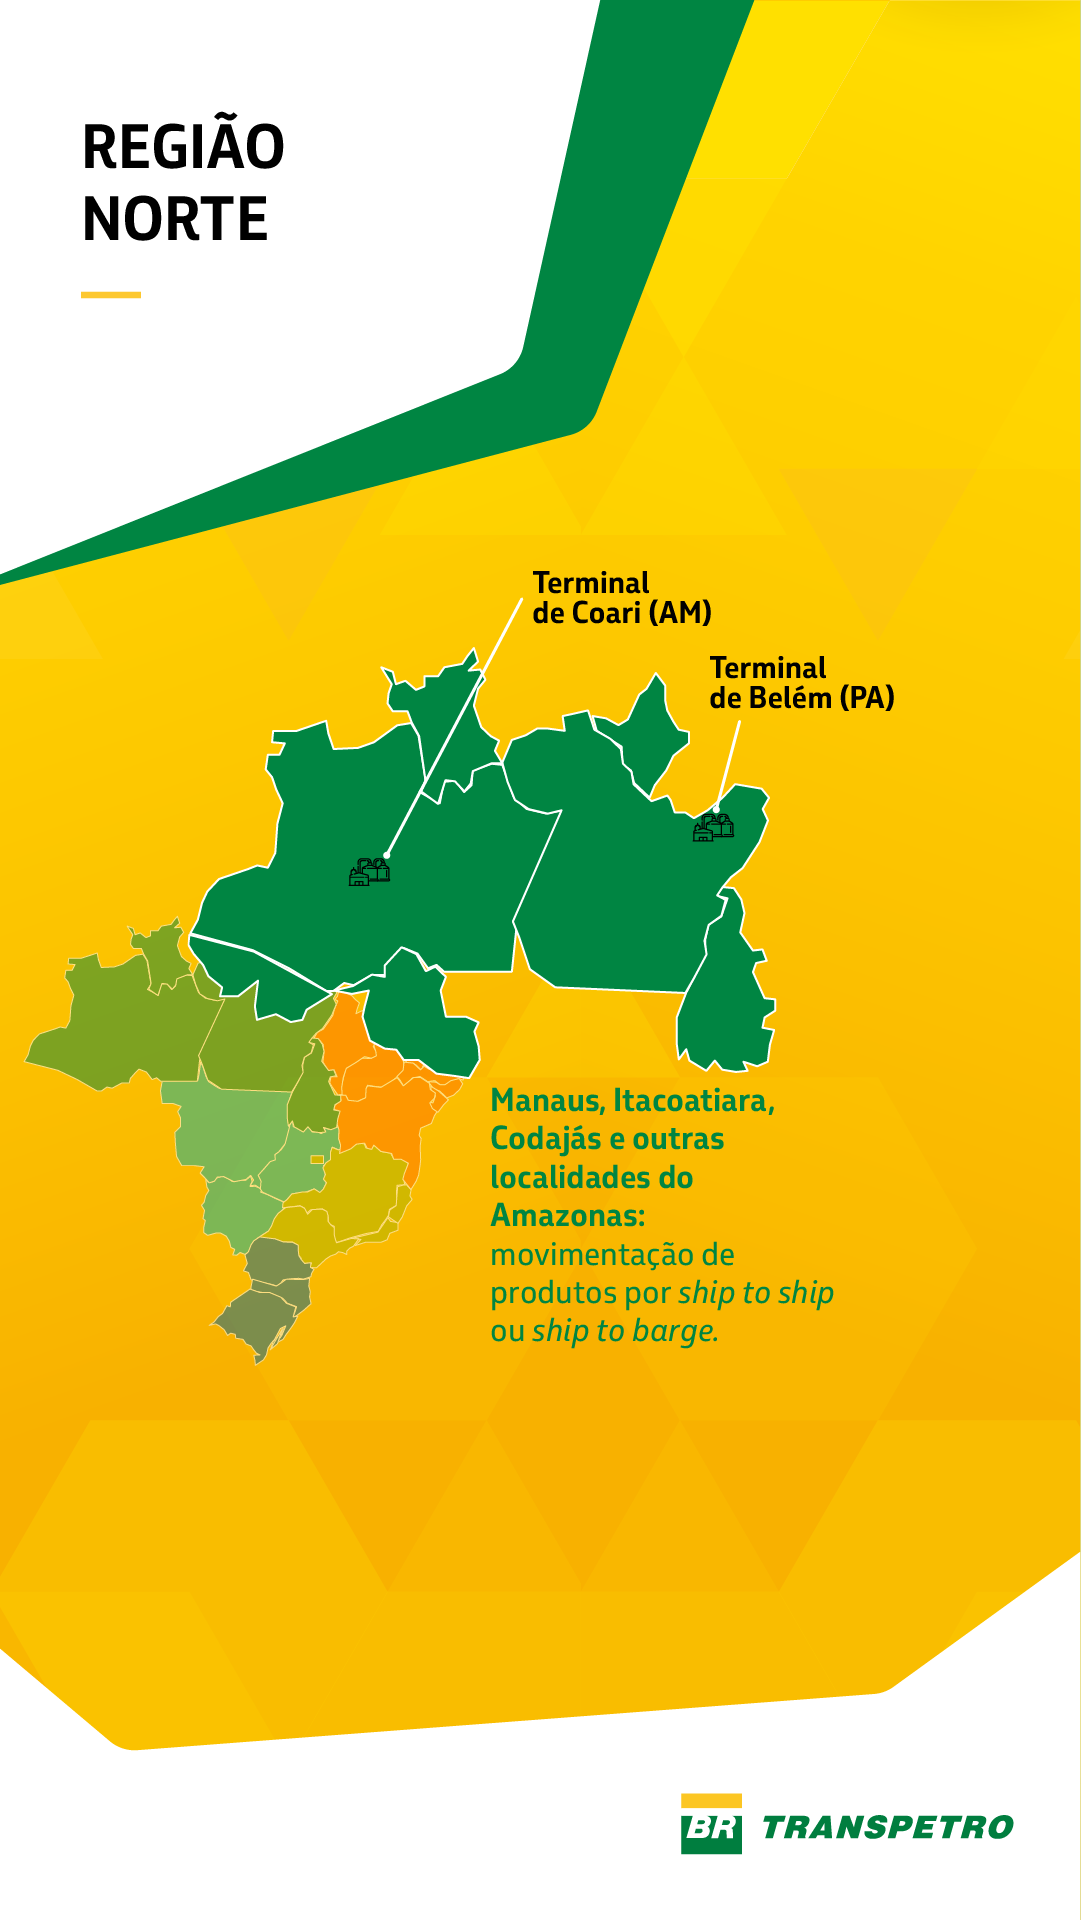 REGIÃO
NORTE
Terminal
de Coari (AM)
Terminal
de Belém (PA)
Manaus, Itacoatiara,
Codajás e outras
localidades do
Amazonas:
movimentação de
produtos por ship to ship
ou ship to barge.
BR TRANSPETRO